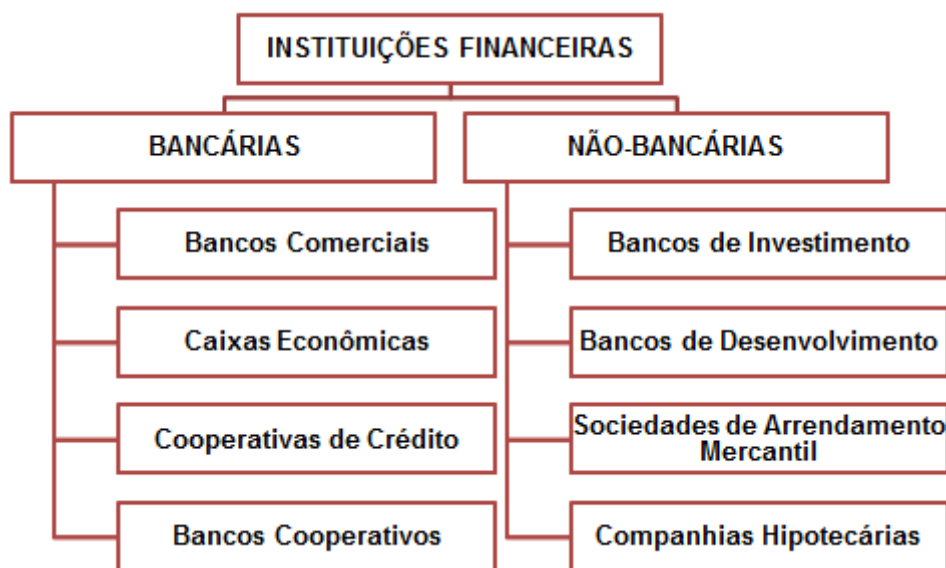 INSTITUIÇÕES FINANCEIRAS
BANCÁRIAS
Bancos Comerciais
Caixas Econômicas
Cooperativas de Crédito
Bancos Cooperativos
NÃO-BANCÁRIAS
Bancos de Investimento
Bancos de Desenvolvimento
Sociedades de Arrendamento
Mercantil
Companhias Hipotecárias